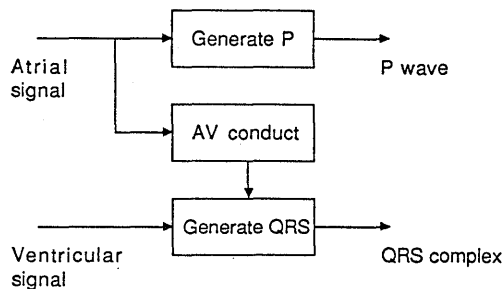 Generate P
Atrial
signal
P wave
AV conduct
Generate QRS
Ventricular
signal
QRS complex